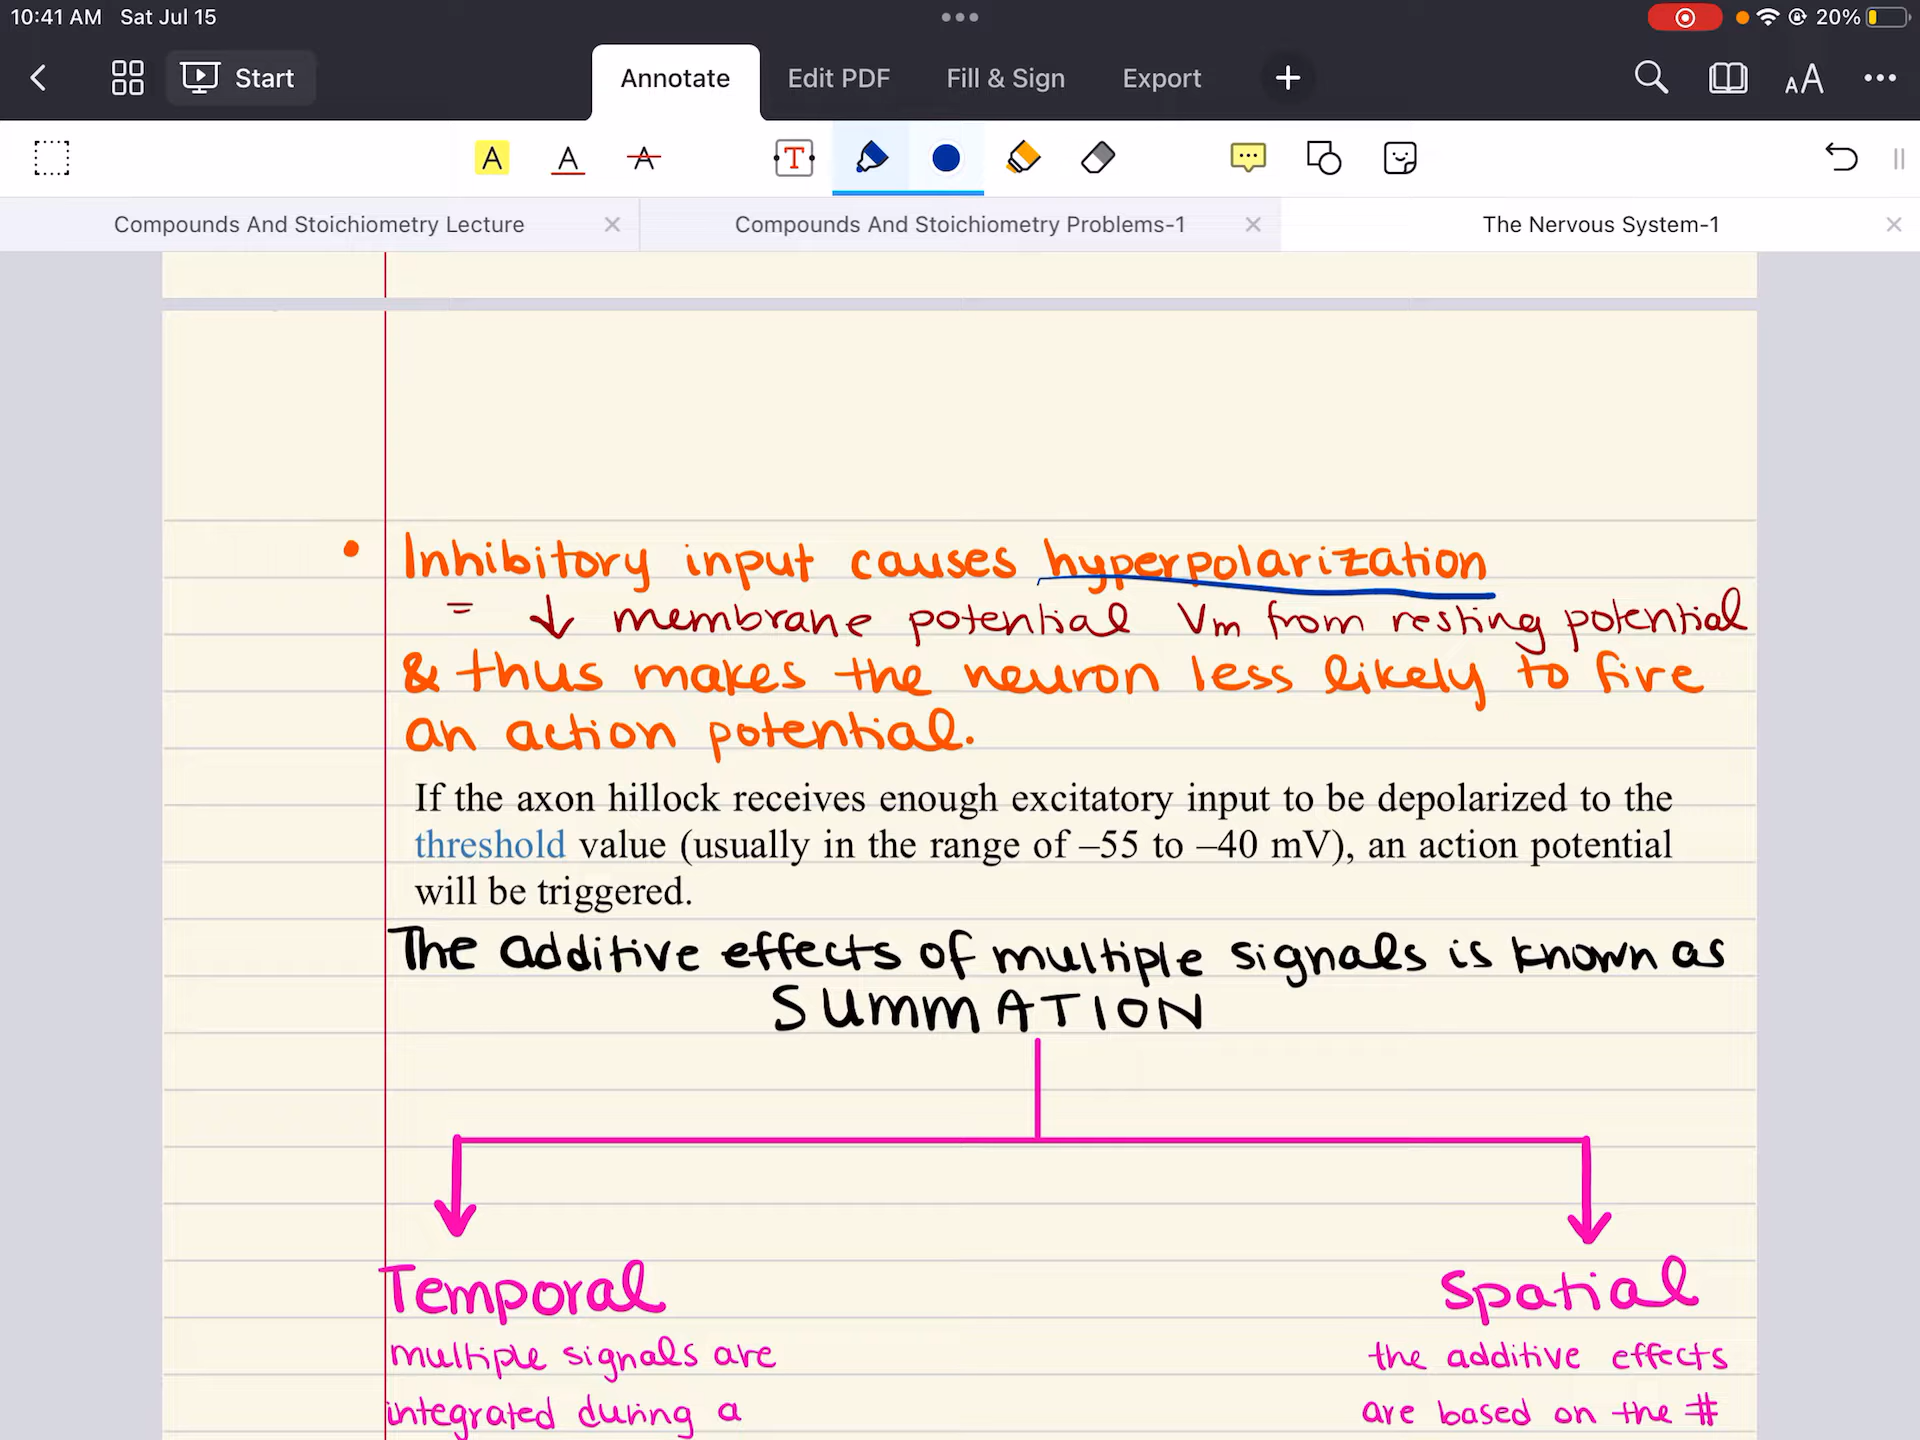 10:41 AM Sat Jul 15
20%
Start
Annotate
Edit PDF
Fill & Sign
Export
AA
A A A T
Compounds And Stoichiometry Lecture
Compounds And Stoichiometry Problems-1
The Nervous System-1
• Inhibitory input causes hyperpolarization
= ↓ membrane potential Vm from resting potential
& thus makes the neuron less likely to fire
an action potential.
If the axon hillock receives enough excitatory input to be depolarized to the
threshold value (usually in the range of –55 to –40 mV), an action potential
will be triggered.
The additive effects of multiple signals is known as
SUMMATION
Temporal
Spatial
multiple signals are
the additive effects
integrated during a
are based on the #